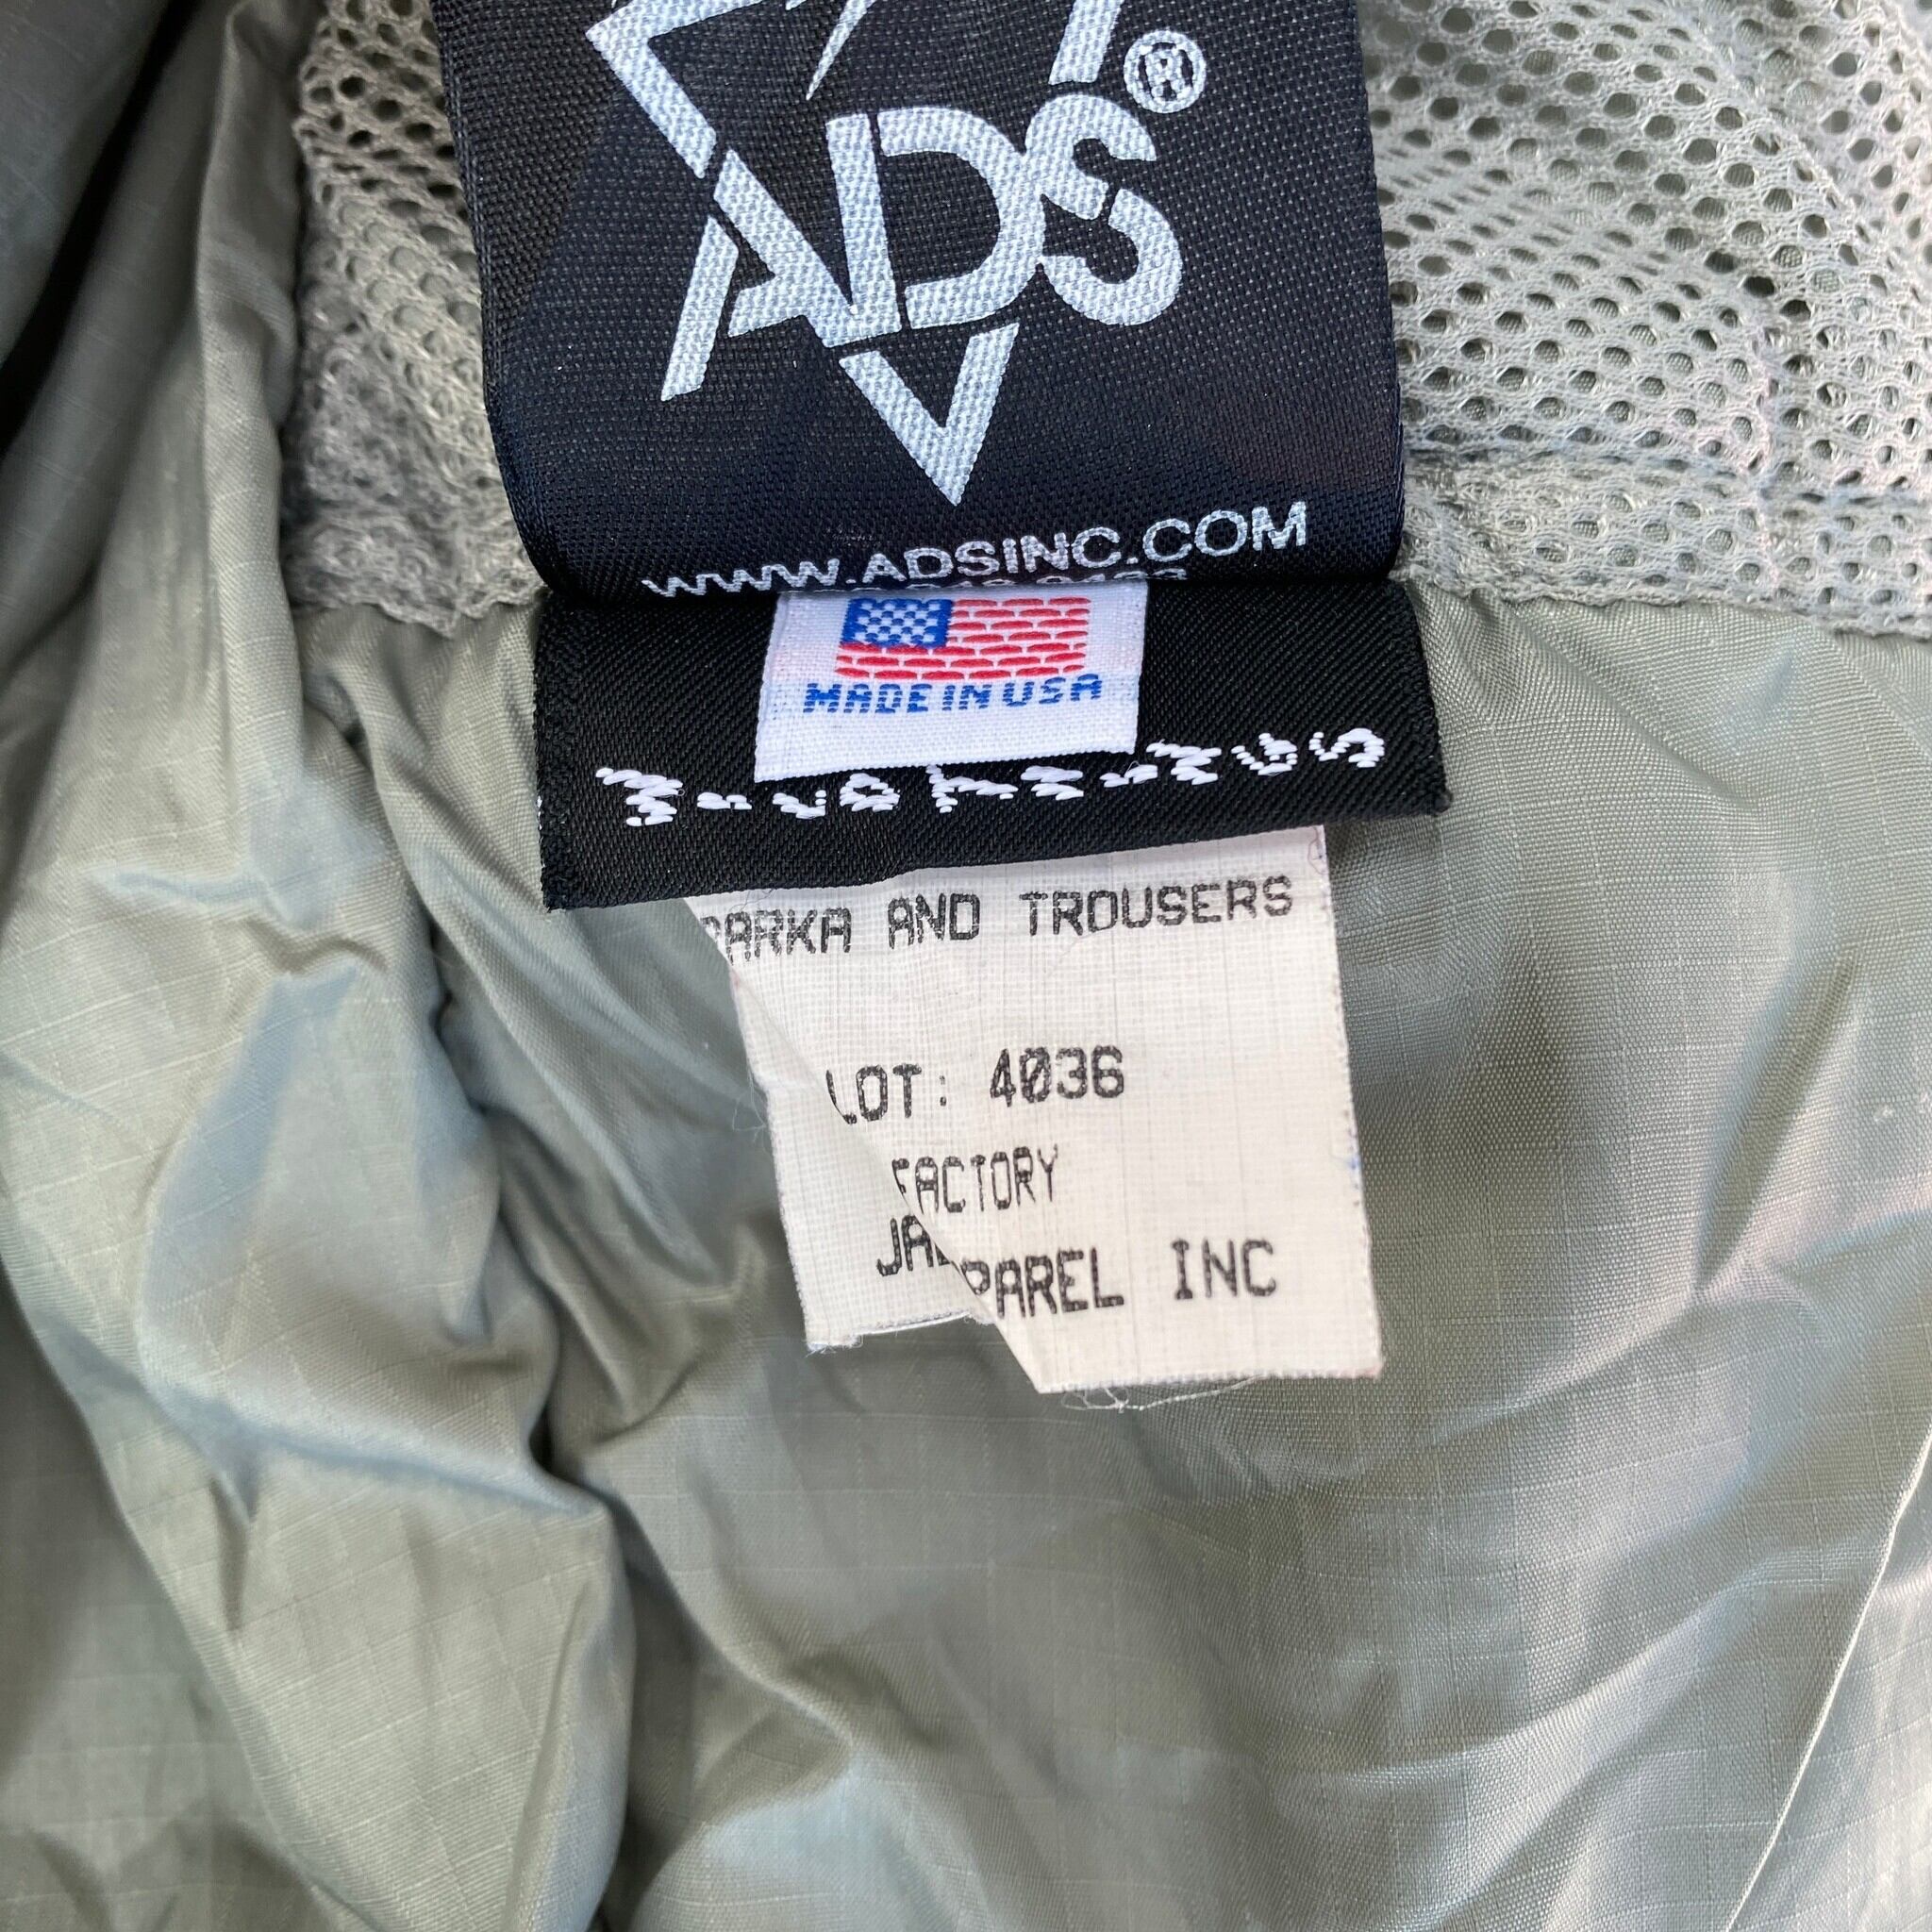 ADS®
WWW.ADSINC.COM
MADE IN USA
PARKA AND TROUSERS
LOT: 4036
FACTORY
PAREL INC